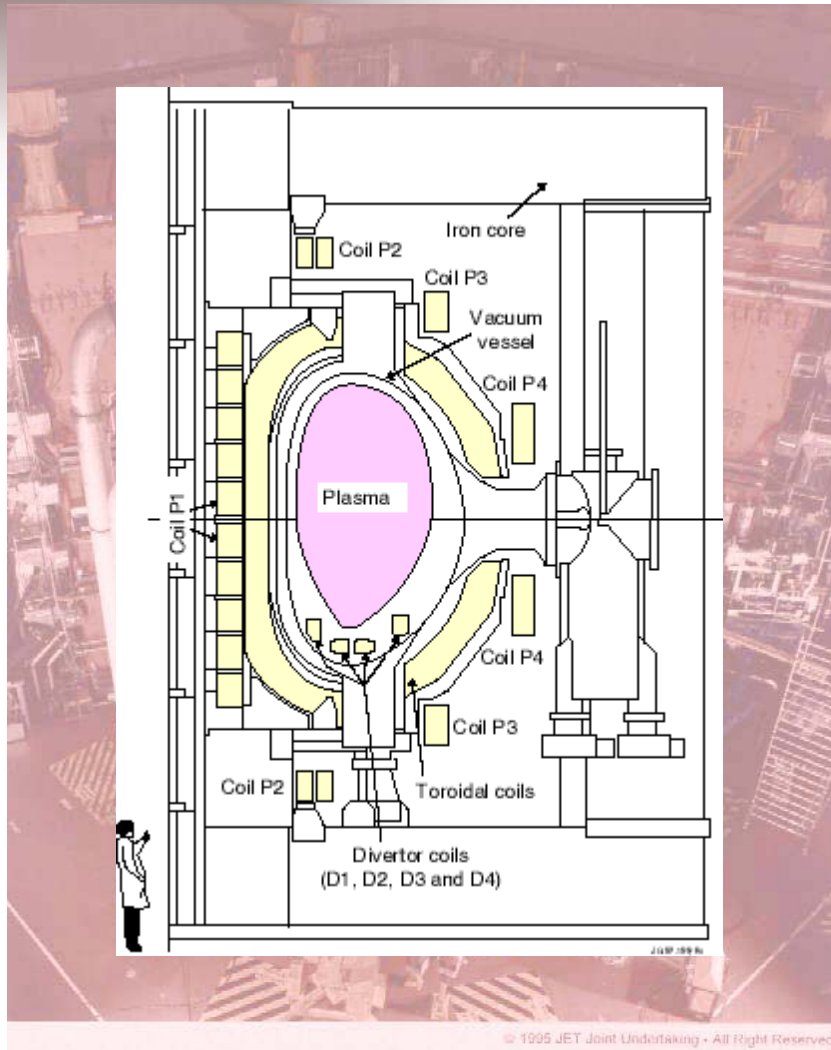 Iron core
Coil P2
Coil P3
Vacuum
vessel
Coil P4
Plasma
Coil P1
Coil P4
Coil P3
Coil P2
Toroidal coils
Divertor coils
(D1, D2, D3 and D4)
© 1995 JET Joint Undertaking - All Right Reserved